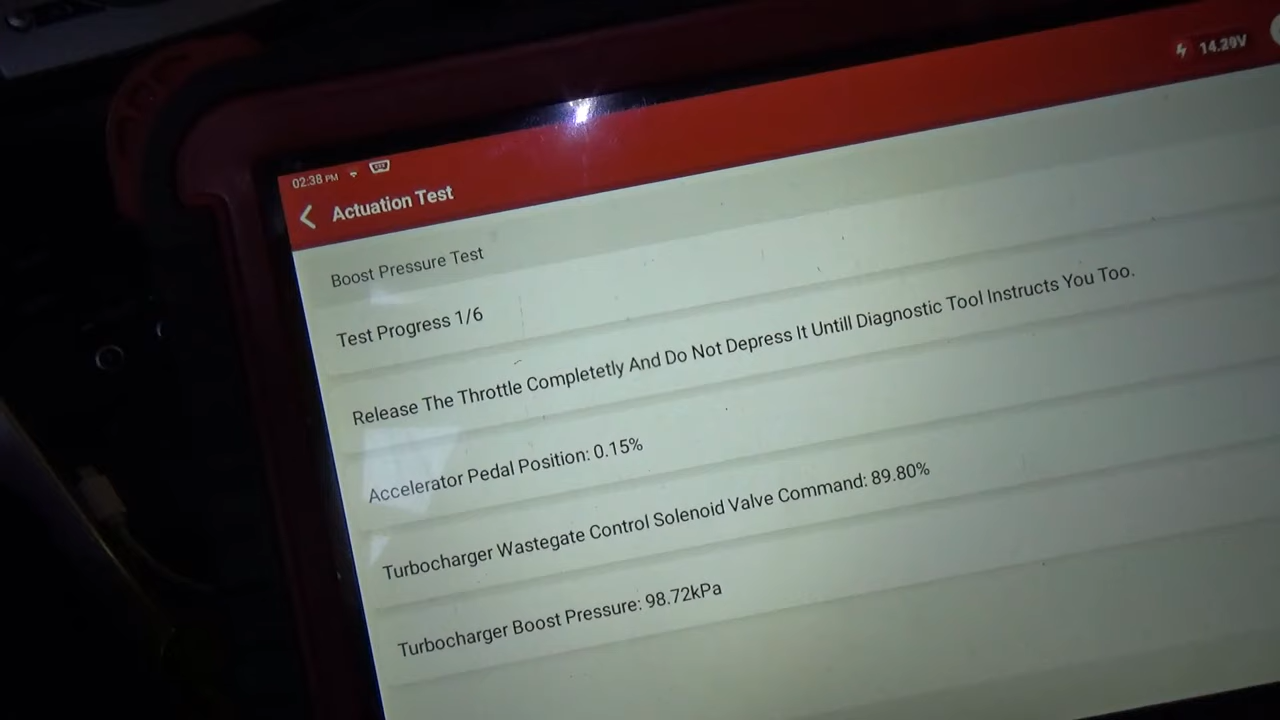 14.29V
02:38 PM
Actuation Test
Boost Pressure Test
Test Progress 1/6
Release The Throttle Completetly And Do Not Depress It Untill Diagnostic Tool Instructs You Too.
Accelerator Pedal Position: 0.15%
Turbocharger Wastegate Control Solenoid Valve Command: 89.80%
Turbocharger Boost Pressure: 98.72kPa